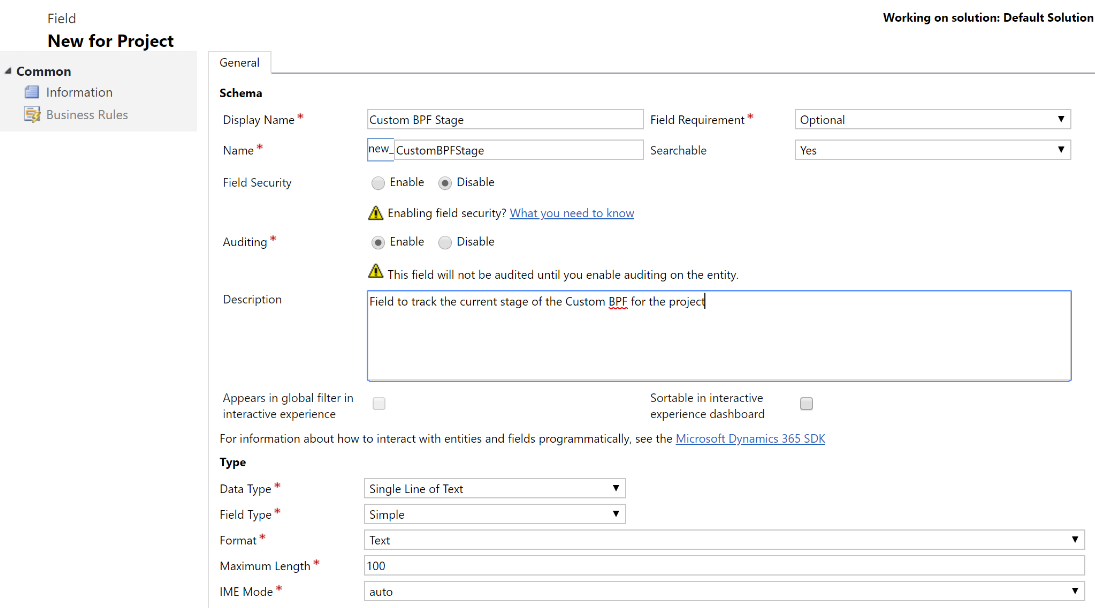 Field
Working on solution: Default Solution
New for Project
Common
Information
Business Rules
General
Schema
Display Name* Custom BPF Stage Field Requirement* Optional
Name* new_ CustomBPFStage Searchable Yes
Field Security Enable Disable
Enabling field security? What you need to know
Auditing* Enable Disable
This field will not be audited until you enable auditing on the entity.
Description Field to track the current stage of the Custom BPF for the project
Appears in global filter in
interactive experience
Sortable in interactive
experience dashboard
For information about how to interact with entities and fields programmatically, see the Microsoft Dynamics 365 SDK
Type
Data Type* Single Line of Text
Field Type* Simple
Format* Text
Maximum Length* 100
IME Mode* auto